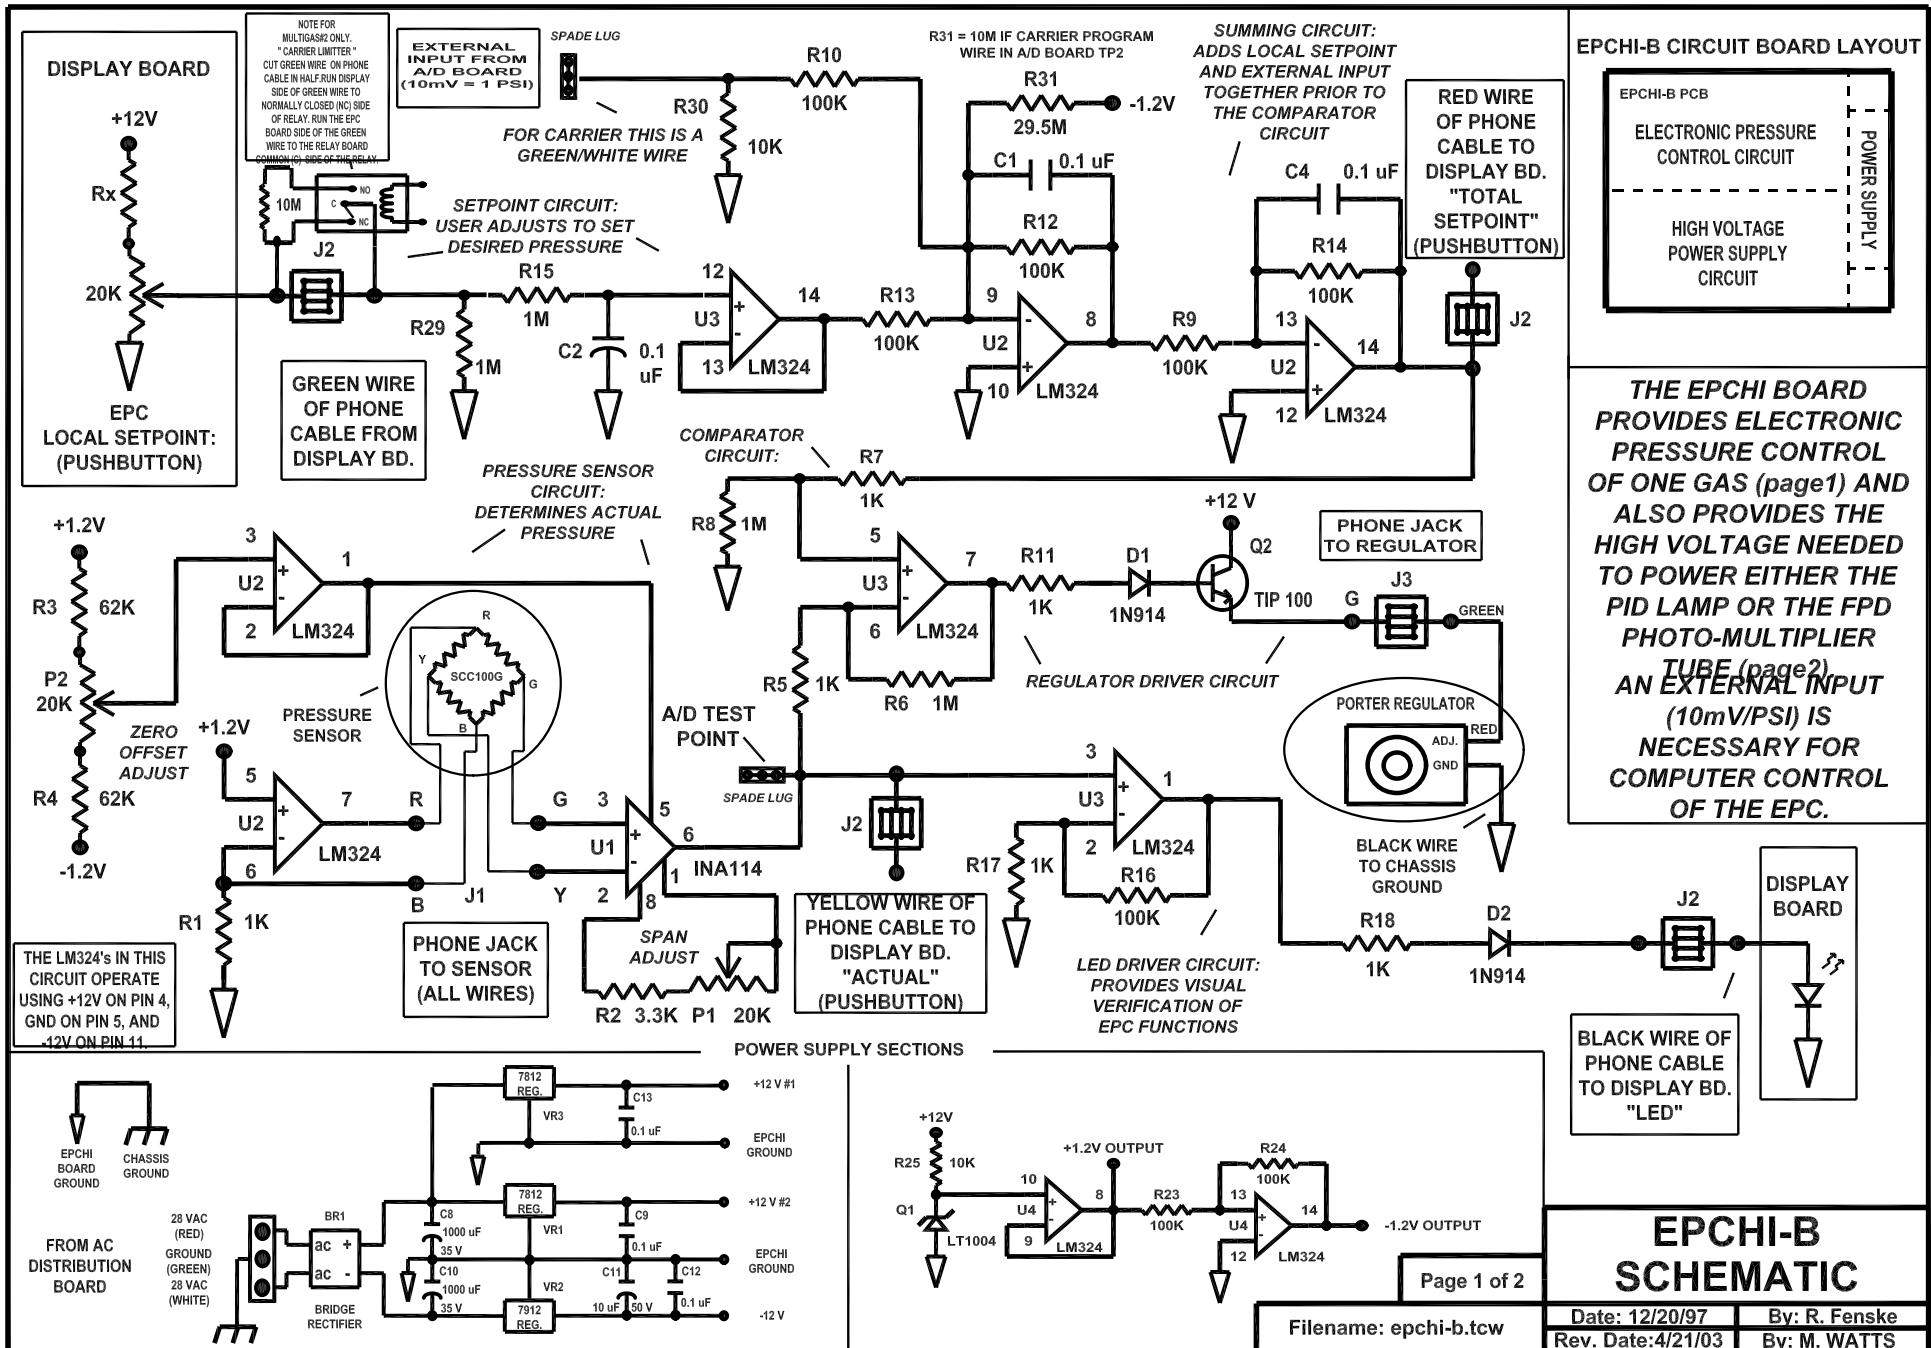 NOTE FOR
MULTIGAS#2 ONLY.
" CARRIER LIMITTER "
CUT GREEN WIRE ON PHONE
CABLE IN HALF.RUN DISPLAY
SIDE OF GREEN WIRE TO
NORMALLY CLOSED (NC) SIDE
OF RELAY. RUN THE EPC
BOARD SIDE OF THE GREEN
WIRE TO THE RELAY BOARD
COMMON (C) SIDE OF THE RELAY.
DISPLAY BOARD
+12V
Rx
20K
EPC
LOCAL SETPOINT:
(PUSHBUTTON)
10M
NO
C
NC
J2
EXTERNAL
INPUT FROM
A/D BOARD
(10mV = 1 PSI)
SPADE LUG
FOR CARRIER THIS IS A
GREEN/WHITE WIRE
SETPOINT CIRCUIT:
USER ADJUSTS TO SET
DESIRED PRESSURE
GREEN WIRE
OF PHONE
CABLE FROM
DISPLAY BD.
R29
1M
R15
1M
C2
0.1
uF
12
U3
13
14
LM324
R30
10K
R10
100K
R13
100K
R31 = 10M IF CARRIER PROGRAM
WIRE IN A/D BOARD TP2
R31
29.5M
-1.2V
C1
0.1 uF
R12
100K
9
U2
10
8
LM324
R9
100K
SUMMING CIRCUIT:
ADDS LOCAL SETPOINT
AND EXTERNAL INPUT
TOGETHER PRIOR TO
THE COMPARATOR
CIRCUIT
C4
0.1 uF
R14
100K
13
U2
12
14
LM324
RED WIRE
OF PHONE
CABLE TO
DISPLAY BD.
"TOTAL
SETPOINT"
(PUSHBUTTON)
J2
EPCHI-B CIRCUIT BOARD LAYOUT
EPCHI-B PCB
ELECTRONIC PRESSURE
CONTROL CIRCUIT
HIGH VOLTAGE
POWER SUPPLY
CIRCUIT
POWER SUPPLY
THE EPCHI BOARD
PROVIDES ELECTRONIC
PRESSURE CONTROL
OF ONE GAS (page1) AND
ALSO PROVIDES THE
HIGH VOLTAGE NEEDED
TO POWER EITHER THE
PID LAMP OR THE FPD
PHOTO-MULTIPLIER
TUBE (page2).
AN EXTERNAL INPUT
(10mV/PSI) IS
NECESSARY FOR
COMPUTER CONTROL
OF THE EPC.
COMPARATOR
CIRCUIT:
R7
1K
R8
1M
5
U3
6
7
LM324
R5
1K
R6
1M
R11
1K
D1
1N914
+12 V
Q2
TIP 100
REGULATOR DRIVER CIRCUIT
PHONE JACK
TO REGULATOR
G
J3
GREEN
PORTER REGULATOR
RED
ADJ.
GND
BLACK WIRE
TO CHASSIS
GROUND
PRESSURE SENSOR
CIRCUIT:
DETERMINES ACTUAL
PRESSURE
+1.2V
R3
62K
P2
20K
R4
62K
-1.2V
ZERO
OFFSET
ADJUST
3
U2
2
1
LM324
PRESSURE
SENSOR
R
Y
SCC100G
G
B
+1.2V
5
U2
6
7
LM324
R
B
J1
R1
1K
G
Y
3
U1
2
5
6
1
8
INA114
SPAN
ADJUST
R2
3.3K
P1
20K
PHONE JACK
TO SENSOR
(ALL WIRES)
THE LM324's IN THIS
CIRCUIT OPERATE
USING +12V ON PIN 4,
GND ON PIN 5, AND
-12V ON PIN 11.
A/D TEST
POINT
SPADE LUG
J2
YELLOW WIRE OF
PHONE CABLE TO
DISPLAY BD.
"ACTUAL"
(PUSHBUTTON)
3
U3
2
1
LM324
R17
1K
R16
100K
LED DRIVER CIRCUIT:
PROVIDES VISUAL
VERIFICATION OF
EPC FUNCTIONS
R18
1K
D2
1N914
J2
DISPLAY
BOARD
BLACK WIRE OF
PHONE CABLE
TO DISPLAY BD.
"LED"
POWER SUPPLY SECTIONS
EPCHI
BOARD
GROUND
CHASSIS
GROUND
FROM AC
DISTRIBUTION
BOARD
28 VAC
(RED)
GROUND
(GREEN)
28 VAC
(WHITE)
BR1
ac +
ac -
BRIDGE
RECTIFIER
7812
REG.
VR3
C13
0.1 uF
+12 V #1
EPCHI
GROUND
C8
1000 uF
35 V
7812
REG.
VR1
C9
0.1 uF
+12 V #2
EPCHI
GROUND
C10
1000 uF
35 V
VR2
7912
REG.
C11
10 uF
50 V
C12
0.1 uF
-12 V
+12V
R25
10K
Q1
LT1004
10
U4
9
8
LM324
+1.2V OUTPUT
R23
100K
R24
100K
13
U4
12
14
LM324
-1.2V OUTPUT
Page 1 of 2
Filename: epchi-b.tcw
EPCHI-B
SCHEMATIC
Date: 12/20/97
By: R. Fenske
Rev. Date:4/21/03
By: M. WATTS